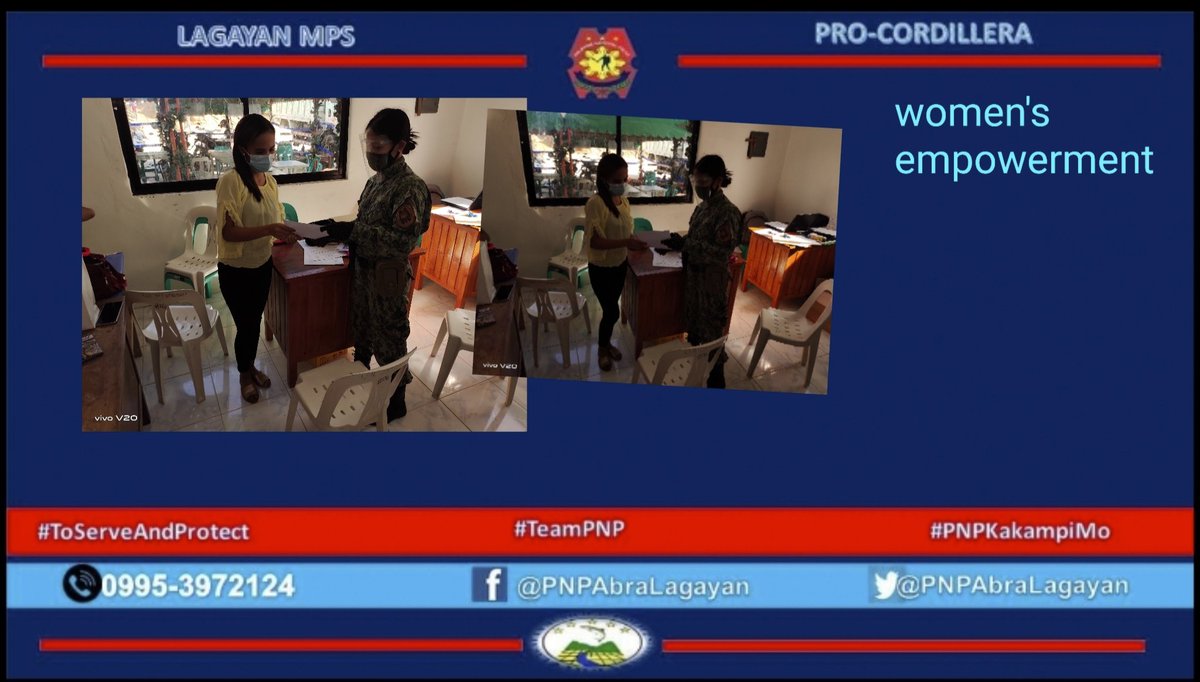 LAGAYAN MPS
PRO-CORDILLERA
women's
empowerment
vivo V20
vivo V20
#ToServeAndProtect
#TeamPNP
#PNPKakampiMo
0995-3972124
@PNPAbraLagayan
@PNPAbraLagayan